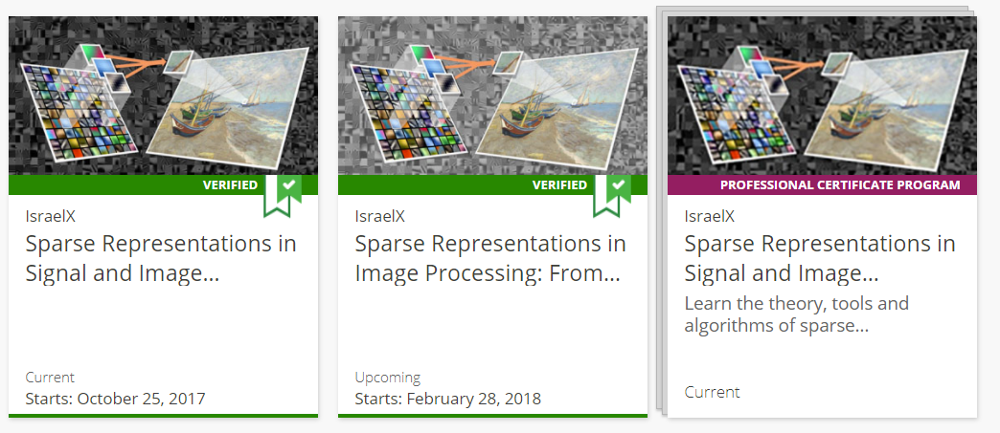 VERIFIED
IsraelX
Sparse Representations in
Signal and Image...
Current
Starts: October 25, 2017
VERIFIED
IsraelX
Sparse Representations in
Image Processing: From...
Upcoming
Starts: February 28, 2018
PROFESSIONAL CERTIFICATE PROGRAM
IsraelX
Sparse Representations in
Signal and Image...
Learn the theory, tools and
algorithms of sparse...
Current